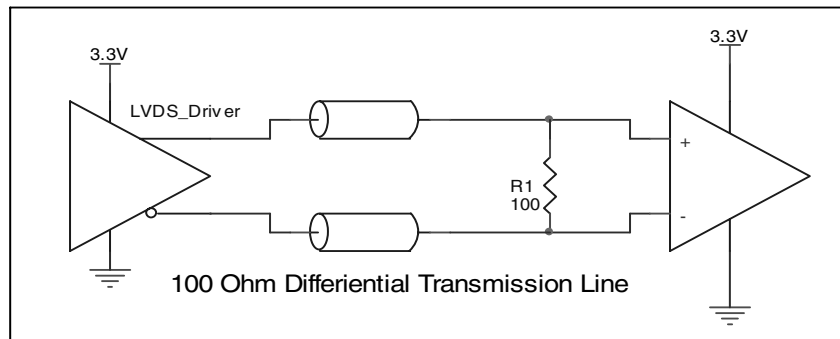 3.3V
3.3V
LVDS_Driver
+
R1
100
-
100 Ohm Differiential Transmission Line